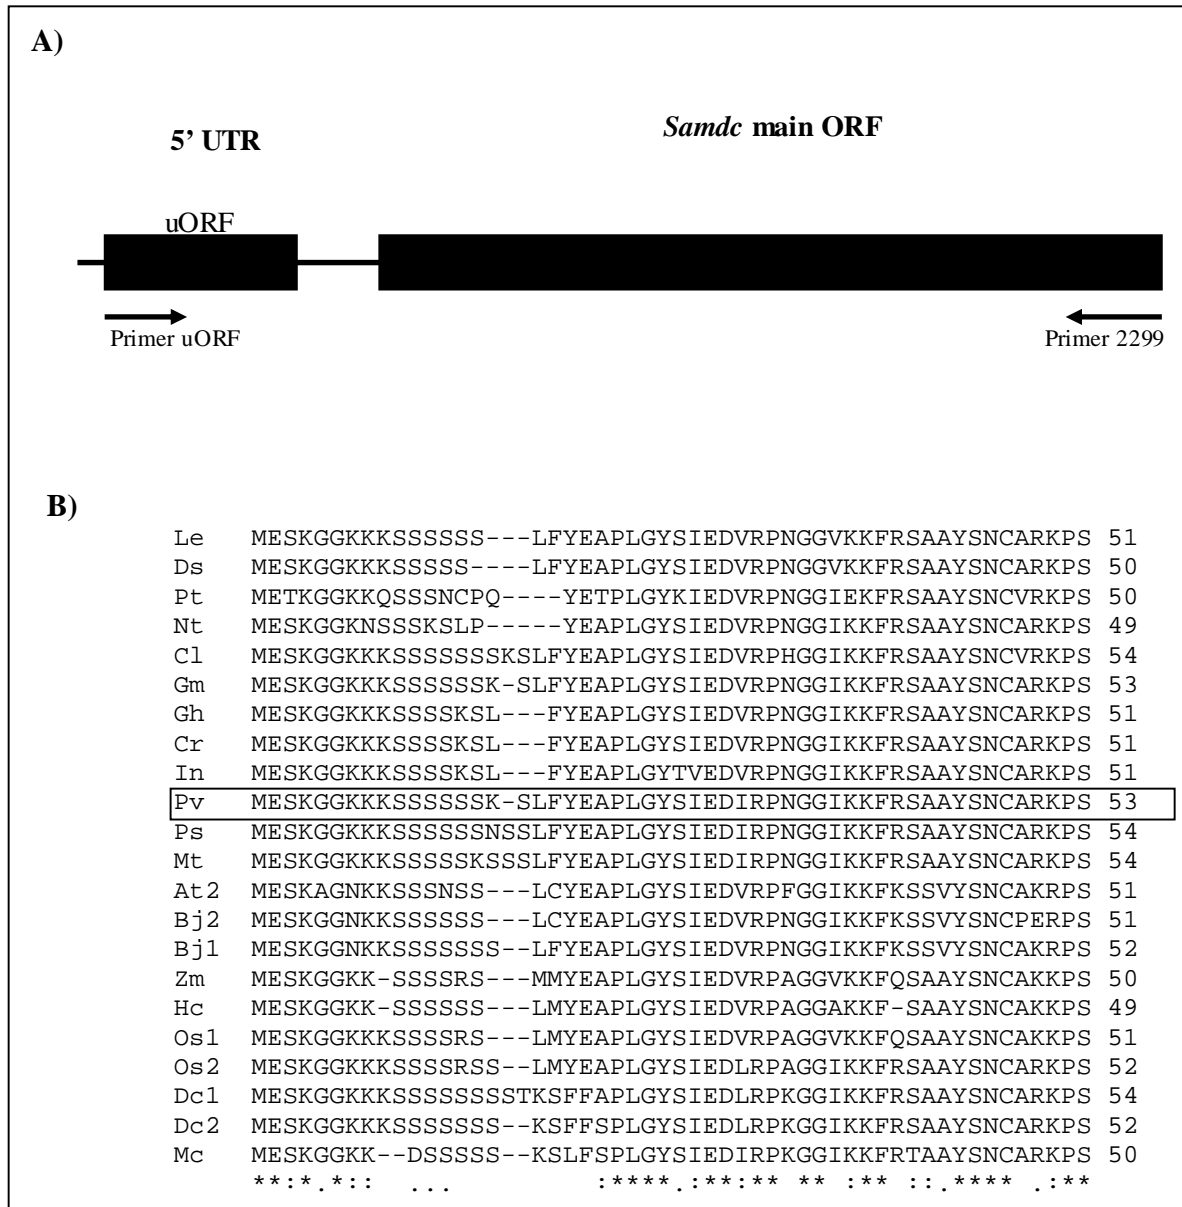 A)
5' UTR
Samdc main ORF
uORF
Primer uORF
Primer 2299
B)
Le MESKGGKKKSSSSSS---LFYEAPLGYSIEDVRPNGGVKKFRSAAYSNCARKPS 51
Ds MESKGGKKKSSSSS----LFYEAPLGYSIEDVRPNGGVKKFRSAAYSNCARKPS 50
Pt METKGGKKQSSSNCPQ----YETPLGYKIEDVRPNGGIEKFRSAAYSNCVRKPS 50
Nt MESKGGKNSSSKSLP-----YEAPLGYSIEDVRPNGGIKKFRSAAYSNCARKPS 49
Cl MESKGGKKKSSSSSSSKSLFYEAPLGYSIEDVRPHGGIKKFRSAAYSNCVRKPS 54
Gm MESKGGKKKSSSSSSK-SLFYEAPLGYSIEDVRPNGGIKKFRSAAYSNCARKPS 53
Gh MESKGGKKKSSSSKSL---FYEAPLGYSIEDVRPNGGIKKFRSAAYSNCARKPS 51
Cr MESKGGKKKSSSSKSL---FYEAPLGYSIEDVRPNGGIKKFRSAAYSNCARKPS 51
In MESKGGKKKSSSSKSL---FYEAPLGYTVEDVRPNGGIKKFRSAAYSNCARKPS 51
Pv MESKGGKKKSSSSSSK-SLFYEAPLGYSIEDIRPNGGIKKFRSAAYSNCARKPS 53
Ps MESKGGKKKSSSSSSNSSLFYEAPLGYSIEDIRPNGGIKKFRSAAYSNCARKPS 54
Mt MESKGGKKKSSSSSKSSSLFYEAPLGYSIEDIRPNGGIKKFRSAAYSNCARKPS 54
At2 MESKAGNKKSSSNSS---LCYEAPLGYSIEDVRPFGGIKKFKSSVYSNCAKRPS 51
Bj2 MESKGGNKKSSSSSS---LCYEAPLGYSIEDVRPNGGIKKFKSSVYSNCPERPS 51
Bj1 MESKGGNKKSSSSSSS--LFYEAPLGYSIEDVRPNGGIKKFKSSVYSNCAKRPS 52
Zm MESKGGKK-SSSSRS---MMYEAPLGYSIEDVRPAGGVKKFQSAAYSNCAKKPS 50
Hc MESKGGKK-SSSSSS---LMYEAPLGYSIEDVRPAGGAKKF-SAAYSNCAKKPS 49
Os1 MESKGGKKKSSSSRS---LMYEAPLGYSIEDVRPAGGVKKFQSAAYSNCAKKPS 51
Os2 MESKGGKKKSSSSRSS--LMYEAPLGYSIEDLRPAGGIKKFRSAAYSNCARKPS 52
Dc1 MESKGGKKKSSSSSSSSTKSFFAPLGYSIEDLRPKGGIKKFRSAAYSNCARKPS 54
Dc2 MESKGGKKKSSSSSSS--KSFFSPLGYSIEDLRPKGGIKKFRSAAYSNCARKPS 52
Mc MESKGGKK--DSSSSS--KSLFSPLGYSIEDIRPKGGIKKFRTAAYSNCARKPS 50
**:*.*:: ... :****.:**:** ** :** ::.**** .:**